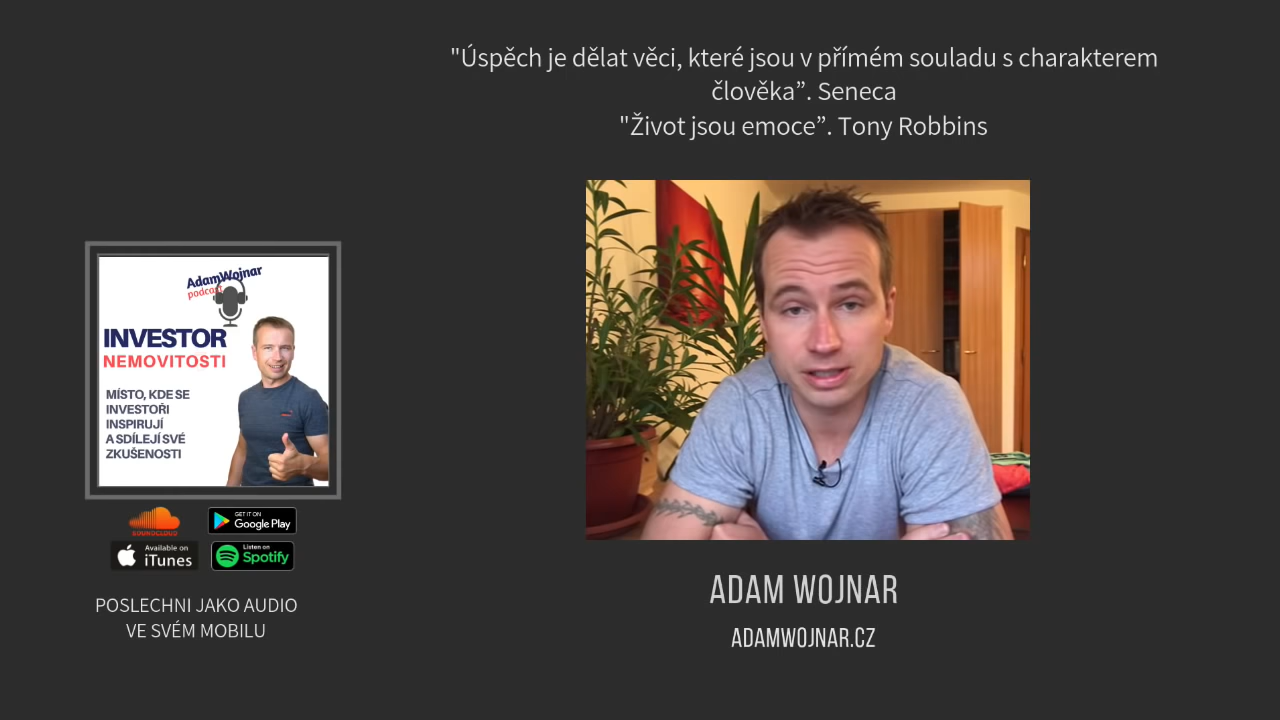 "Úspěch je dělat věci, které jsou v přímém souladu s charakterem
člověka”. Seneca
"Život jsou emoce”. Tony Robbins
AdamWojnar
podcast
INVESTOR
NEMOVITOSTI
MÍSTO, KDE SE
INVESTOŘI
INSPIRUJÍ
A SDÍLEJÍ SVÉ
ZKUŠENOSTI
SOUNDCLOUD
GET IT ON
Google Play
Available on
iTunes
Listen on
Spotify
POSLECHNI JAKO AUDIO
VE SVÉM MOBILU
ADAM WOJNAR
ADAMWOJNAR.CZ